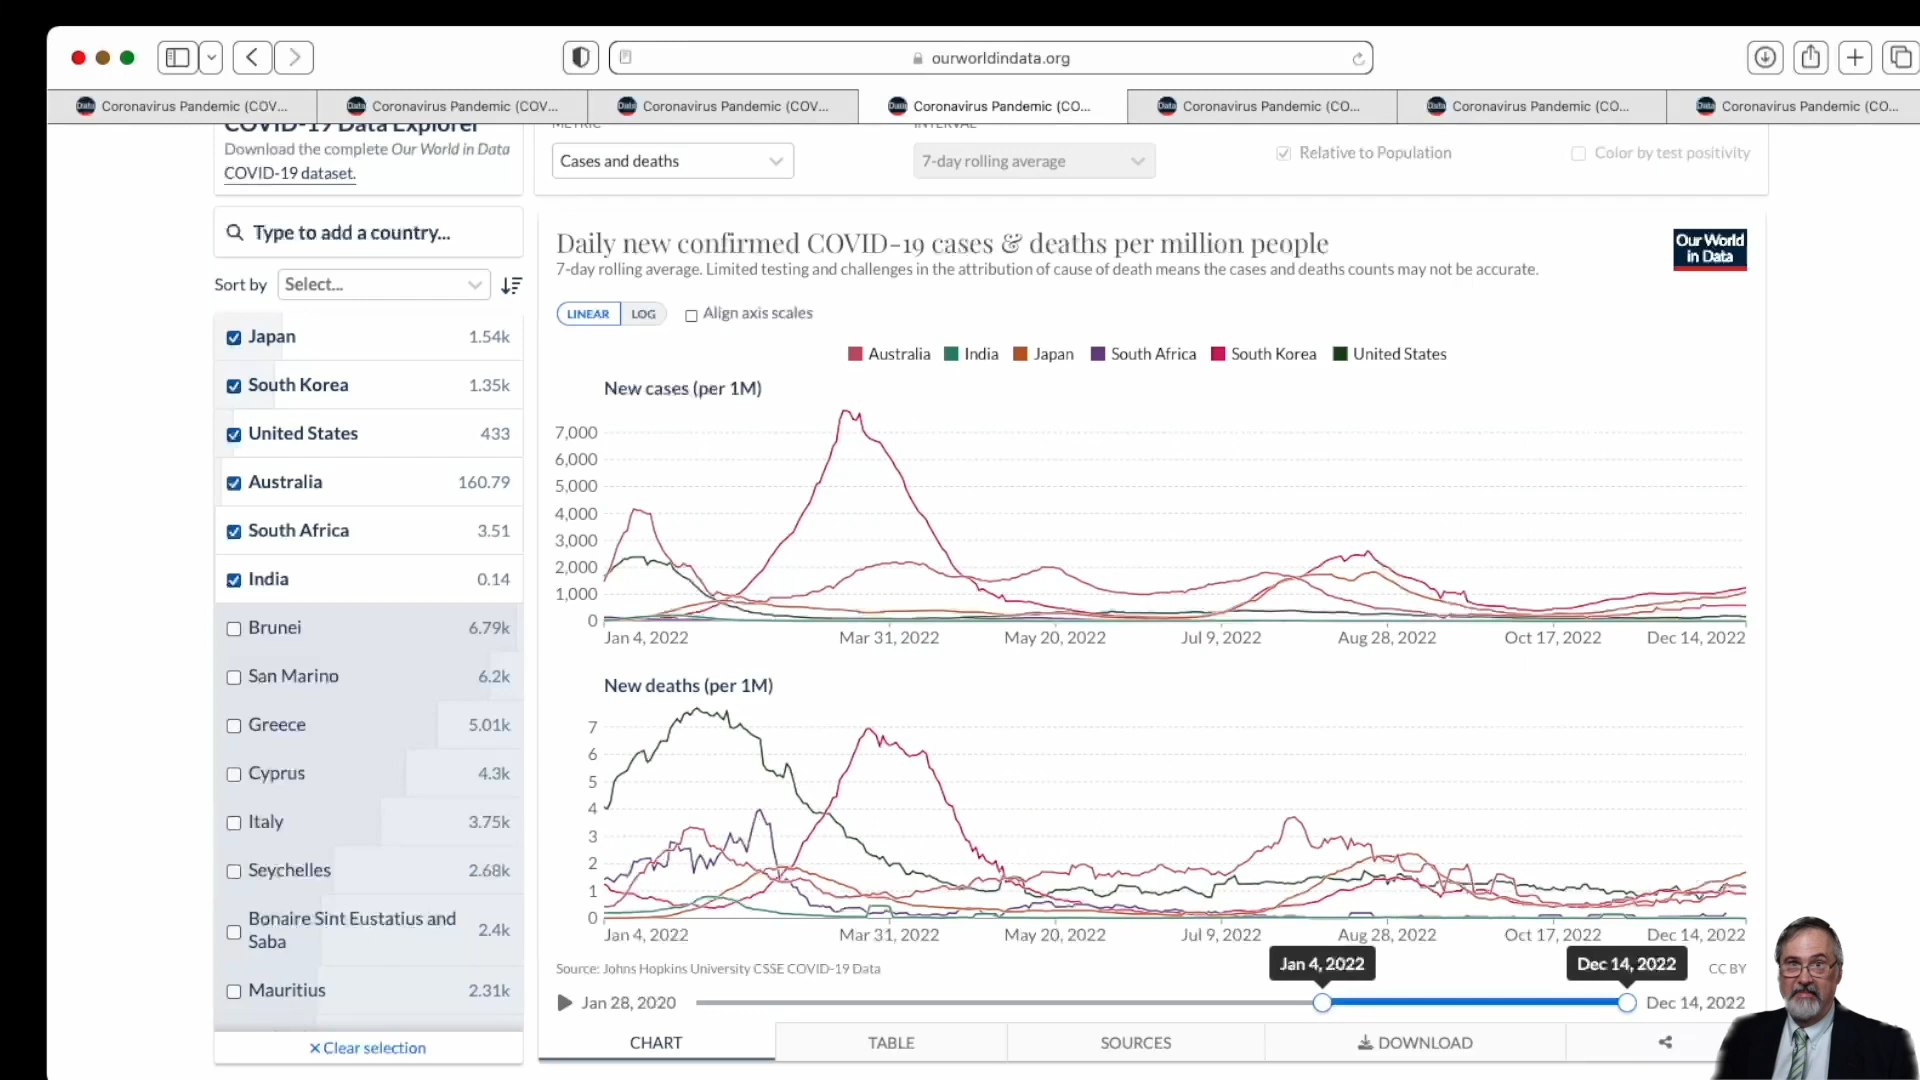 ourworldindata.org
Coronavirus Pandemic (COV...
Coronavirus Pandemic (COV...
Coronavirus Pandemic (COV...
Coronavirus Pandemic (CO...
Coronavirus Pandemic (CO...
Coronavirus Pandemic (CO...
Coronavirus Pandemic (CO...
COVID-19 Data Explorer
Download the complete Our World in Data
COVID-19 dataset.
METRIC
Cases and deaths
INTERVAL
7-day rolling average
Relative to Population
Color by test positivity
Type to add a country...
Sort by Select...
Japan 1.54k
South Korea 1.35k
United States 433
Australia 160.79
South Africa 3.51
India 0.14
Brunei 6.79k
San Marino 6.2k
Greece 5.01k
Cyprus 4.3k
Italy 3.75k
Seychelles 2.68k
Bonaire Sint Eustatius and
Saba 2.4k
Mauritius 2.31k
Clear selection
Daily new confirmed COVID-19 cases & deaths per million people
7-day rolling average. Limited testing and challenges in the attribution of cause of death means the cases and deaths counts may not be accurate.
Our World
in Data
LINEAR LOG Align axis scales
Australia India Japan South Africa South Korea United States
New cases (per 1M)
7,000
6,000
5,000
4,000
3,000
2,000
1,000
0
Jan 4, 2022 Mar 31, 2022 May 20, 2022 Jul 9, 2022 Aug 28, 2022 Oct 17, 2022 Dec 14, 2022
New deaths (per 1M)
7
6
5
4
3
2
1
0
Jan 4, 2022 Mar 31, 2022 May 20, 2022 Jul 9, 2022 Aug 28, 2022 Oct 17, 2022 Dec 14, 2022
Jan 4, 2022 Dec 14, 2022
Source: Johns Hopkins University CSSE COVID-19 Data CC BY
Jan 28, 2020 Dec 14, 2022
CHART TABLE SOURCES DOWNLOAD